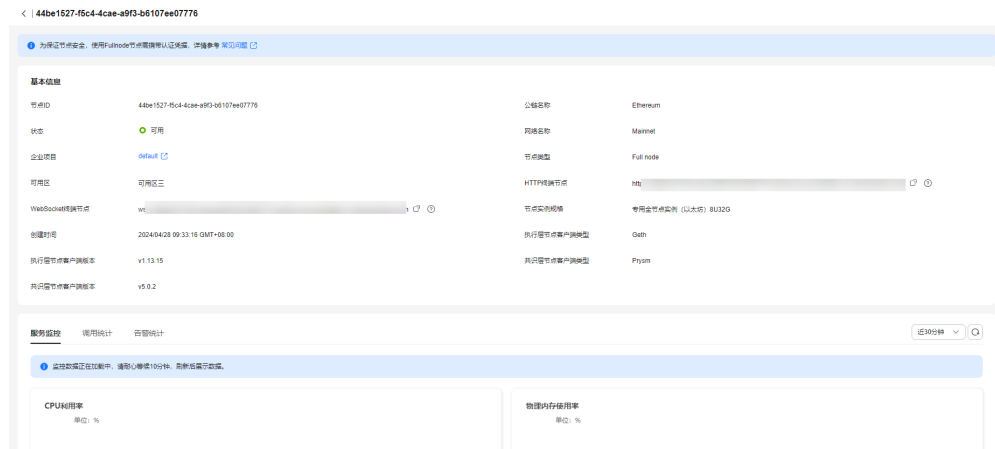 44be1527-f5c4-4cae-a9f3-b6107ee07776
为保证节点安全，使用Fullnode节点需携带认证凭据，详情参考 常见问题
基本信息
节点ID 44be1527-f5c4-4cae-a9f3-b6107ee07776 公链名称 Ethereum
状态 可用 网络名称 Mainnet
企业项目 default 节点类型 Full node
可用区 可用区三 HTTP终端节点 http
WebSocket终端节点 ws 节点实例规格 专用全节点实例（以太坊）8U32G
创建时间 2024/04/28 09:33:16 GMT+08:00 执行层节点客户端类型 Geth
执行层节点客户端版本 v1.13.15 共识层节点客户端类型 Prysm
共识层节点客户端版本 v5.0.2
服务监控 调用统计 告警统计 近30分钟
监控数据正在加载中，请耐心等候10分钟，刷新后展示数据。
CPU利用率 物理内存使用率
单位：% 单位：%